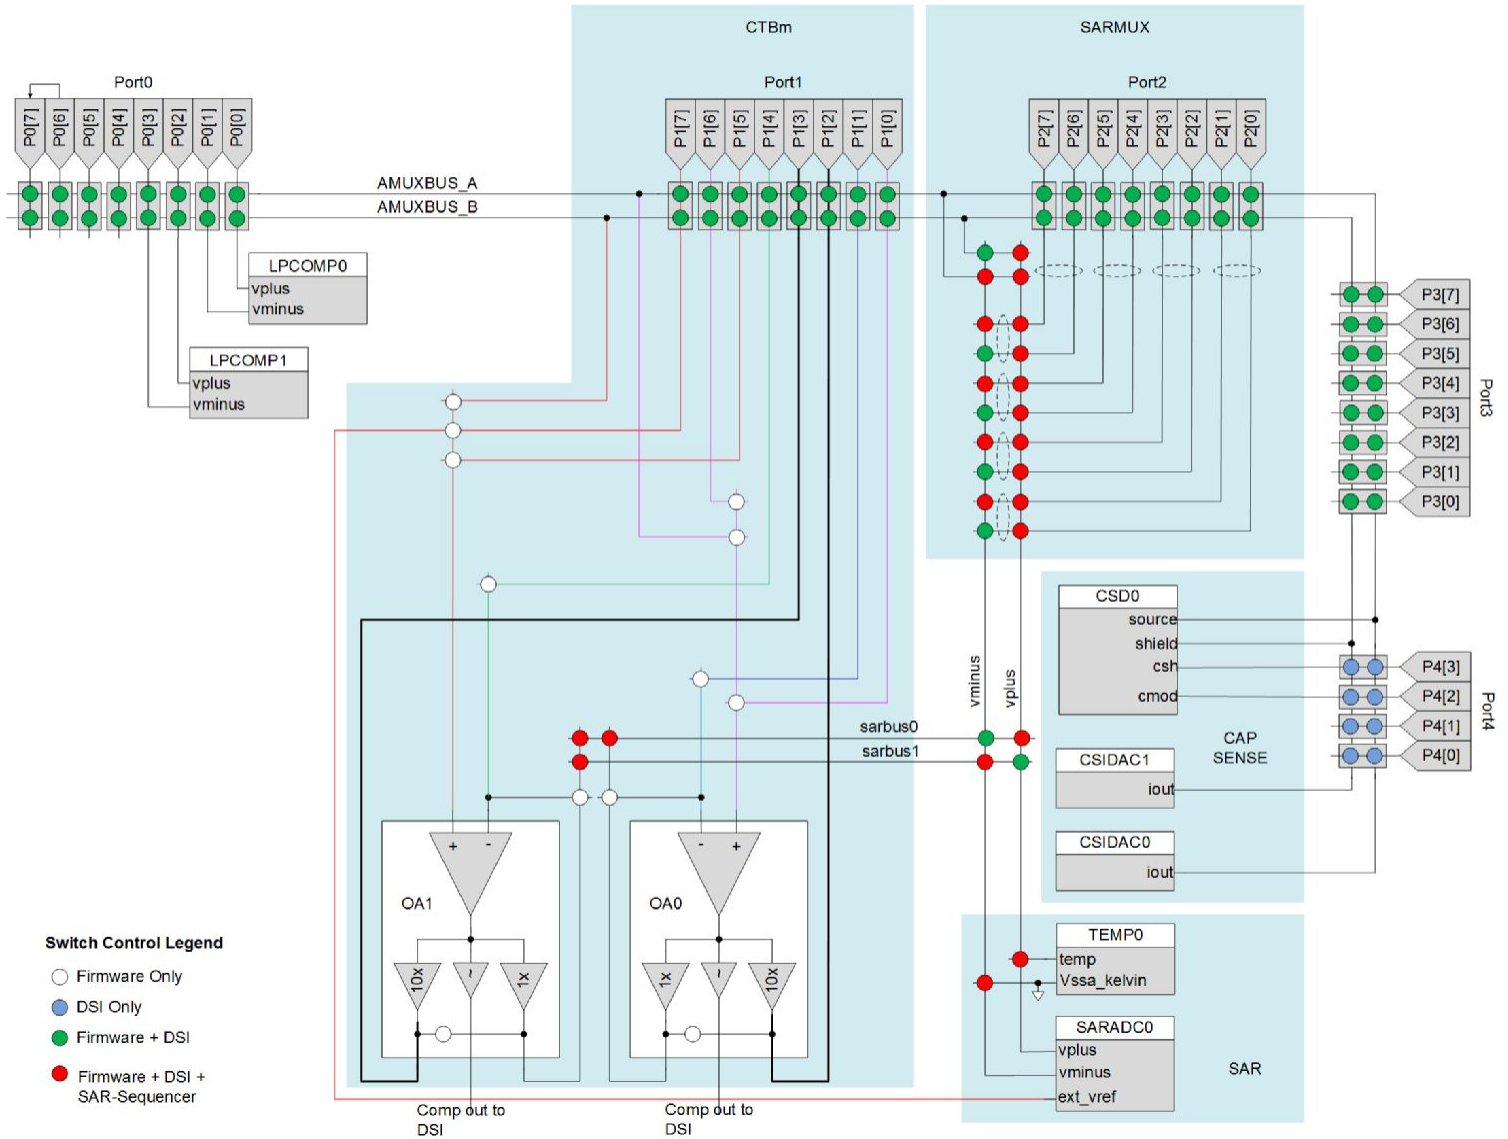 CTBm
SARMUX
Port0
Port1
Port2
P0[7]
P0[6]
P0[5]
P0[4]
P0[3]
P0[2]
P0[1]
P0[0]
P1[7]
P1[6]
P1[5]
P1[4]
P1[3]
P1[2]
P1[1]
P1[0]
P2[7]
P2[6]
P2[5]
P2[4]
P2[3]
P2[2]
P2[1]
P2[0]
AMUXBUS_A
AMUXBUS_B
LPCOMP0
vplus
vminus
LPCOMP1
vplus
vminus
P3[7]
P3[6]
P3[5]
P3[4]
P3[3]
P3[2]
P3[1]
P3[0]
Port3
CSD0
source
shield
csh
cmod
vminus
vplus
P4[3]
P4[2]
P4[1]
P4[0]
Port4
sarbus0
sarbus1
CAP
SENSE
CSIDAC1
iout
CSIDAC0
iout
+
-
-
+
OA1
OA0
10x
~
1x
1x
~
10x
Switch Control Legend
Firmware Only
DSI Only
Firmware + DSI
Firmware + DSI +
SAR-Sequencer
TEMP0
temp
Vssa_kelvin
SARADC0
vplus
vminus
ext_vref
SAR
Comp out to
DSI
Comp out to
DSI